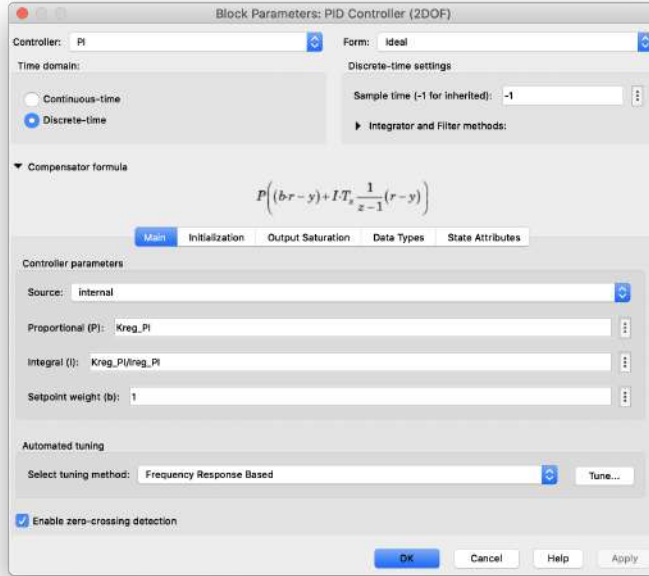 Block Parameters: PID Controller (2DOF)
Controller: PI
Form: Ideal
Time domain:
Discrete-time settings
Continuous-time
Discrete-time
Sample time (-1 for inherited): -1
Integrator and Filter methods:
Compensator formula
P((b·r − y) + I·Tₛ 1/(z − 1) (r − y))
Main Initialization Output Saturation Data Types State Attributes
Controller parameters
Source: internal
Proportional (P): Kreg_PI
Integral (I): Kreg_PI/Ireg_PI
Setpoint weight (b): 1
Automated tuning
Select tuning method: Frequency Response Based Tune...
Enable zero-crossing detection
OK Cancel Help Apply